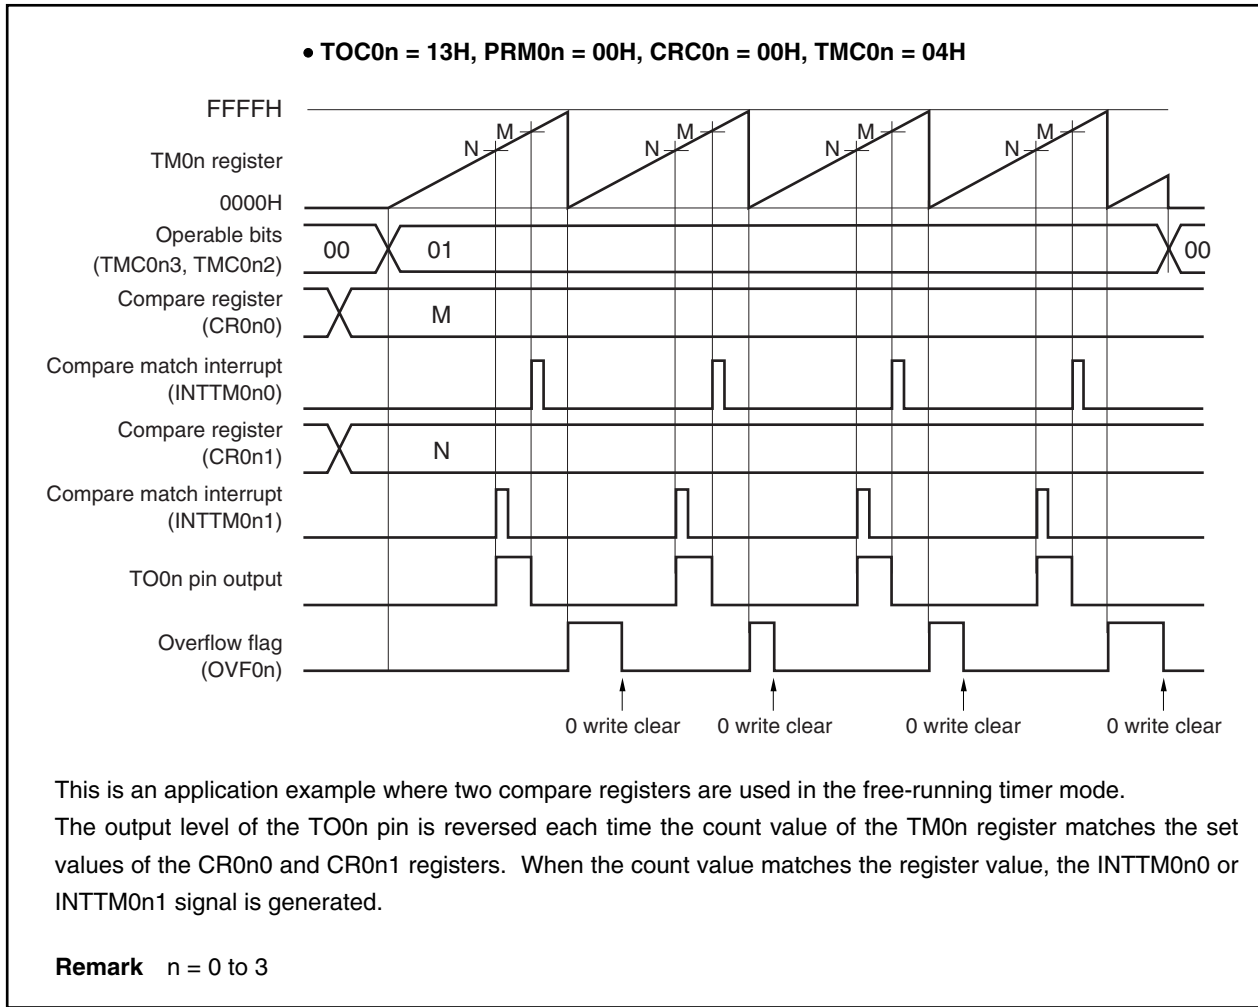 • TOC0n = 13H, PRM0n = 00H, CRC0n = 00H, TMC0n = 04H
FFFFH
M M M M
N N N N
TM0n register
0000H
Operable bits
(TMC0n3, TMC0n2)
00 01 00
Compare register
(CR0n0)
M
Compare match interrupt
(INTTM0n0)
Compare register
(CR0n1)
N
Compare match interrupt
(INTTM0n1)
TO0n pin output
Overflow flag
(OVF0n)
0 write clear 0 write clear 0 write clear 0 write clear
This is an application example where two compare registers are used in the free-running timer mode.
The output level of the TO0n pin is reversed each time the count value of the TM0n register matches the set
values of the CR0n0 and CR0n1 registers. When the count value matches the register value, the INTTM0n0 or
INTTM0n1 signal is generated.
Remark n = 0 to 3